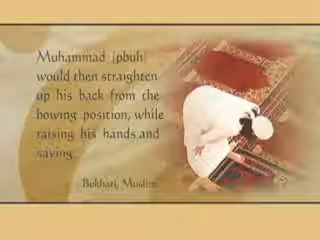 Muhammad (pbuh)
would then straighten
up his back from the
bowing position, while
raising his hands and
saying
Bukhari, Muslim